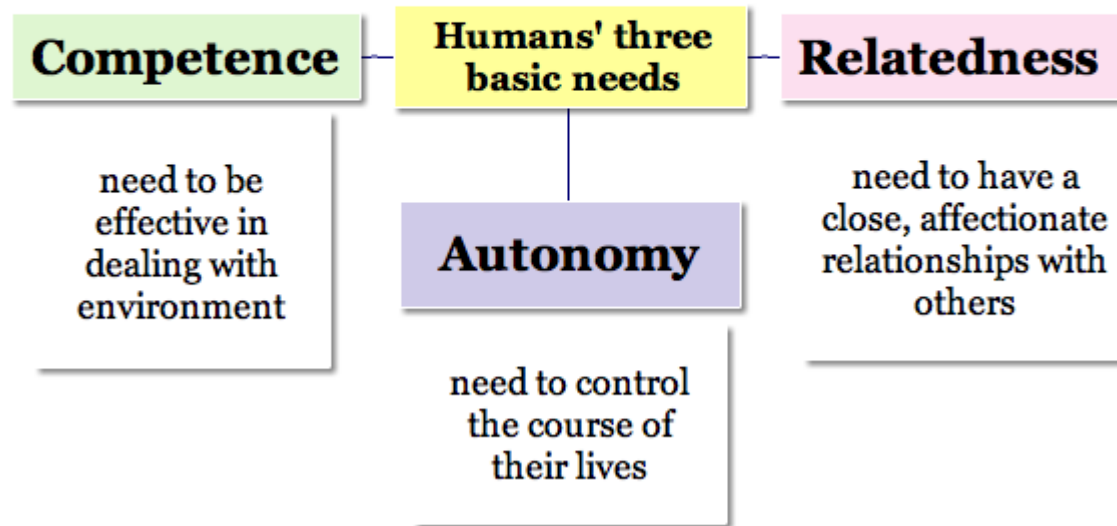 Competence
Humans' three
basic needs
Relatedness
need to be
effective in
dealing with
environment
Autonomy
need to control
the course of
their lives
need to have a
close, affectionate
relationships with
others